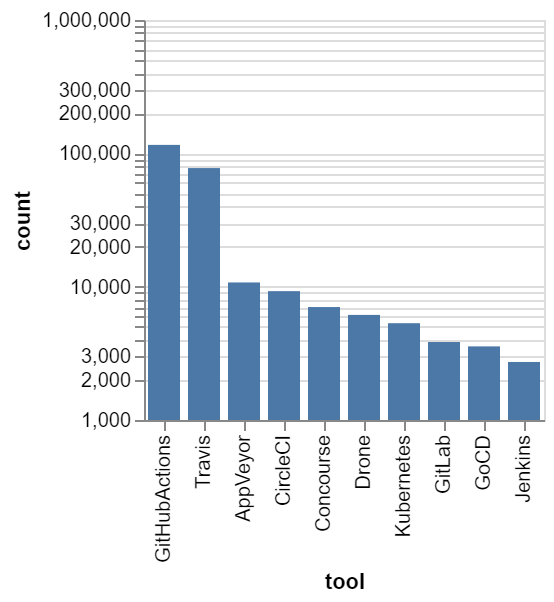 1,000,000
300,000
200,000
100,000
30,000
20,000
10,000
3,000
2,000
1,000
count
GitHubActions
Travis
AppVeyor
CircleCI
Concourse
Drone
Kubernetes
GitLab
GoCD
Jenkins
tool